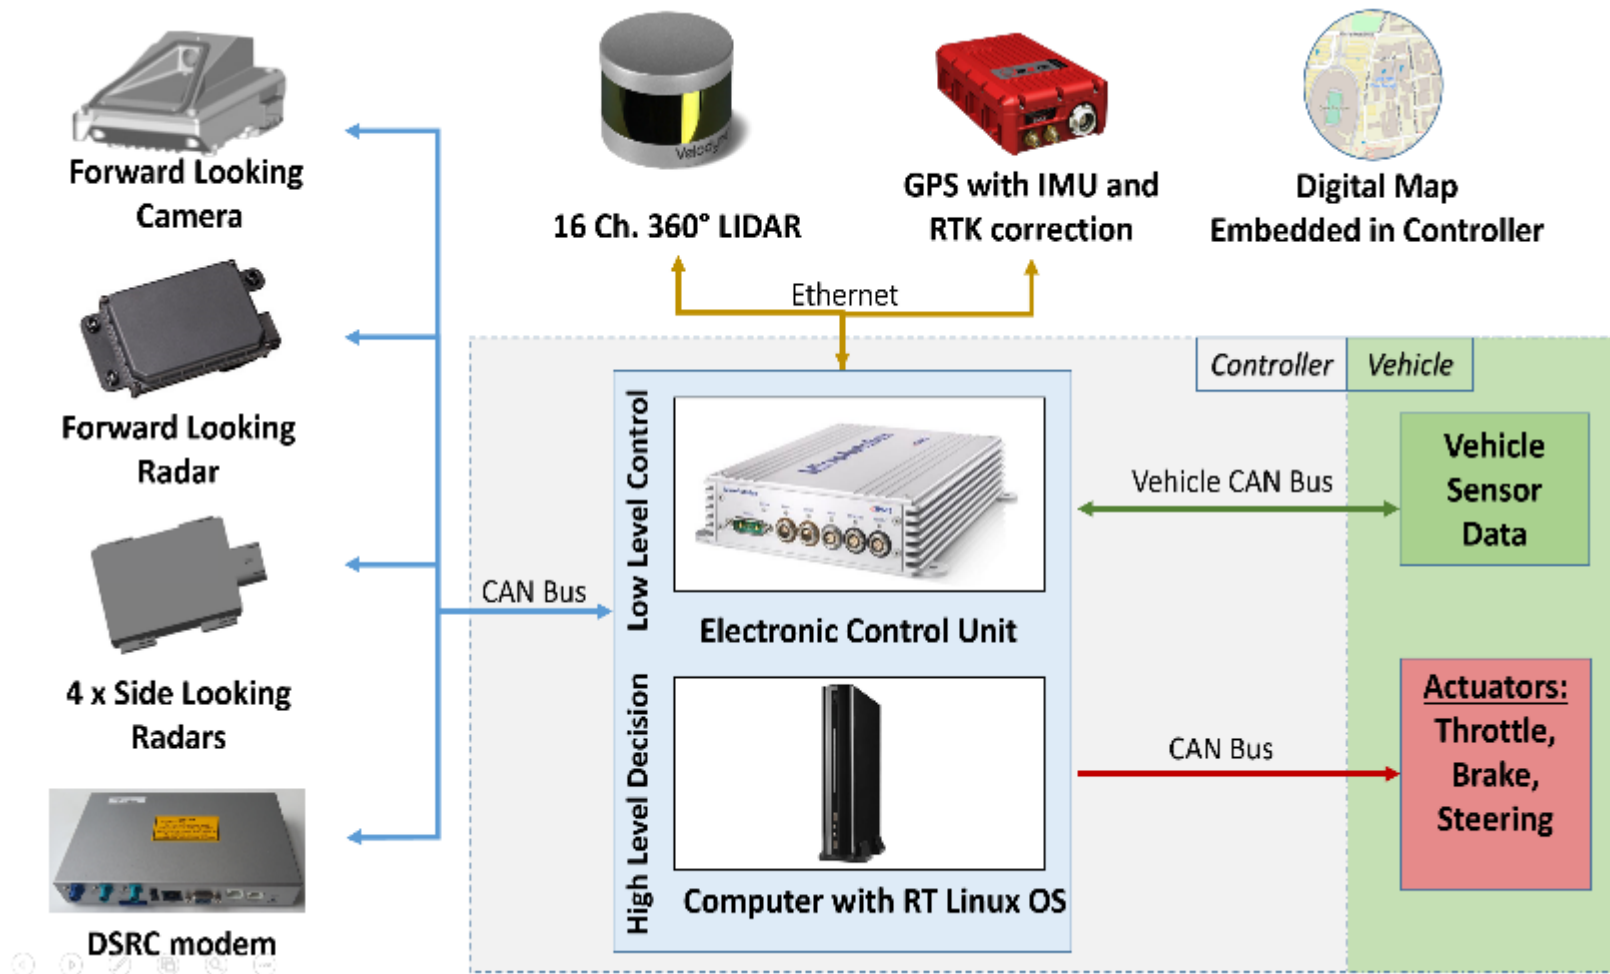 Forward Looking
Camera
Forward Looking
Radar
4 x Side Looking
Radars
DSRC modem
16 Ch. 360° LIDAR
GPS with IMU and
RTK correction
Digital Map
Embedded in Controller
Ethernet
CAN Bus
Controller
Vehicle
Low Level Control
Electronic Control Unit
High Level Decision
Computer with RT Linux OS
Vehicle CAN Bus
Vehicle
Sensor
Data
CAN Bus
Actuators:
Throttle,
Brake,
Steering